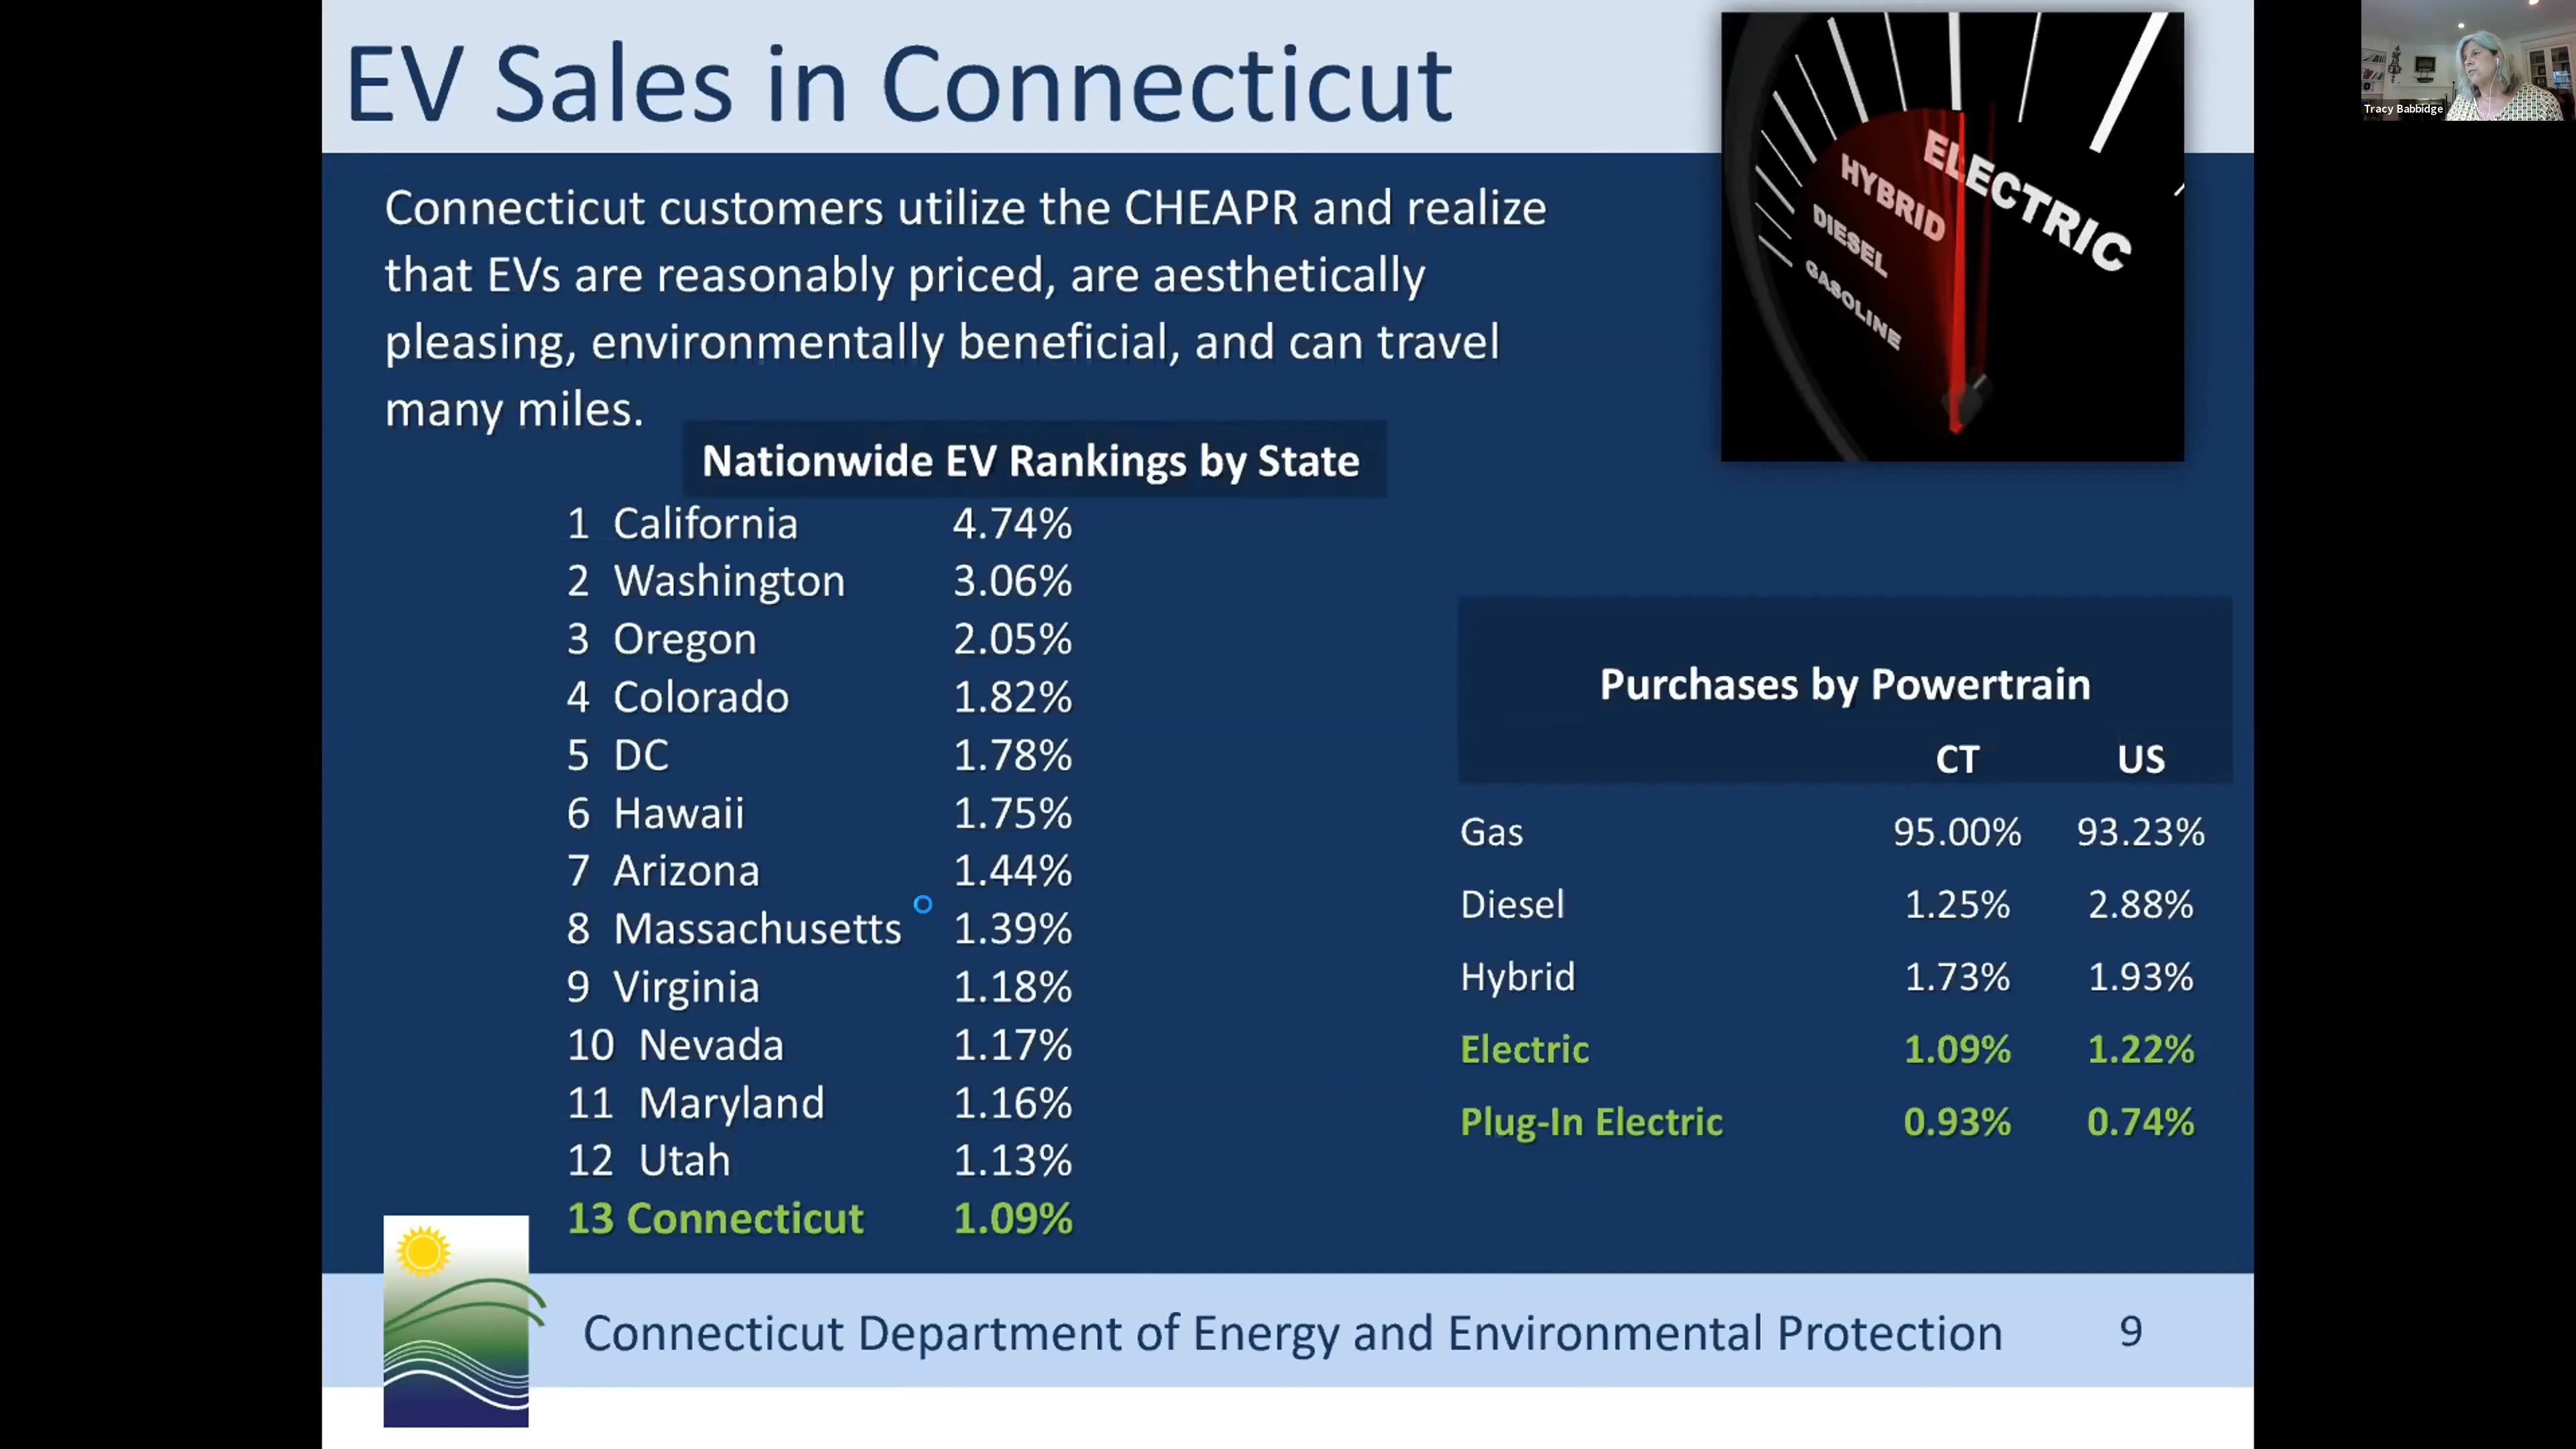 EV Sales in Connecticut
HYBRID
ELECTRIC
DIESEL
GASOLINE
Tracy Babbidge
Connecticut customers utilize the CHEAPR and realize
that EVs are reasonably priced, are aesthetically
pleasing, environmentally beneficial, and can travel
many miles.
Nationwide EV Rankings by State
1 California 4.74%
2 Washington 3.06%
3 Oregon 2.05%
4 Colorado 1.82%
5 DC 1.78%
6 Hawaii 1.75%
7 Arizona 1.44%
8 Massachusetts 1.39%
9 Virginia 1.18%
10 Nevada 1.17%
11 Maryland 1.16%
12 Utah 1.13%
13 Connecticut 1.09%
Purchases by Powertrain
CT US
Gas 95.00% 93.23%
Diesel 1.25% 2.88%
Hybrid 1.73% 1.93%
Electric 1.09% 1.22%
Plug-In Electric 0.93% 0.74%
Connecticut Department of Energy and Environmental Protection 9